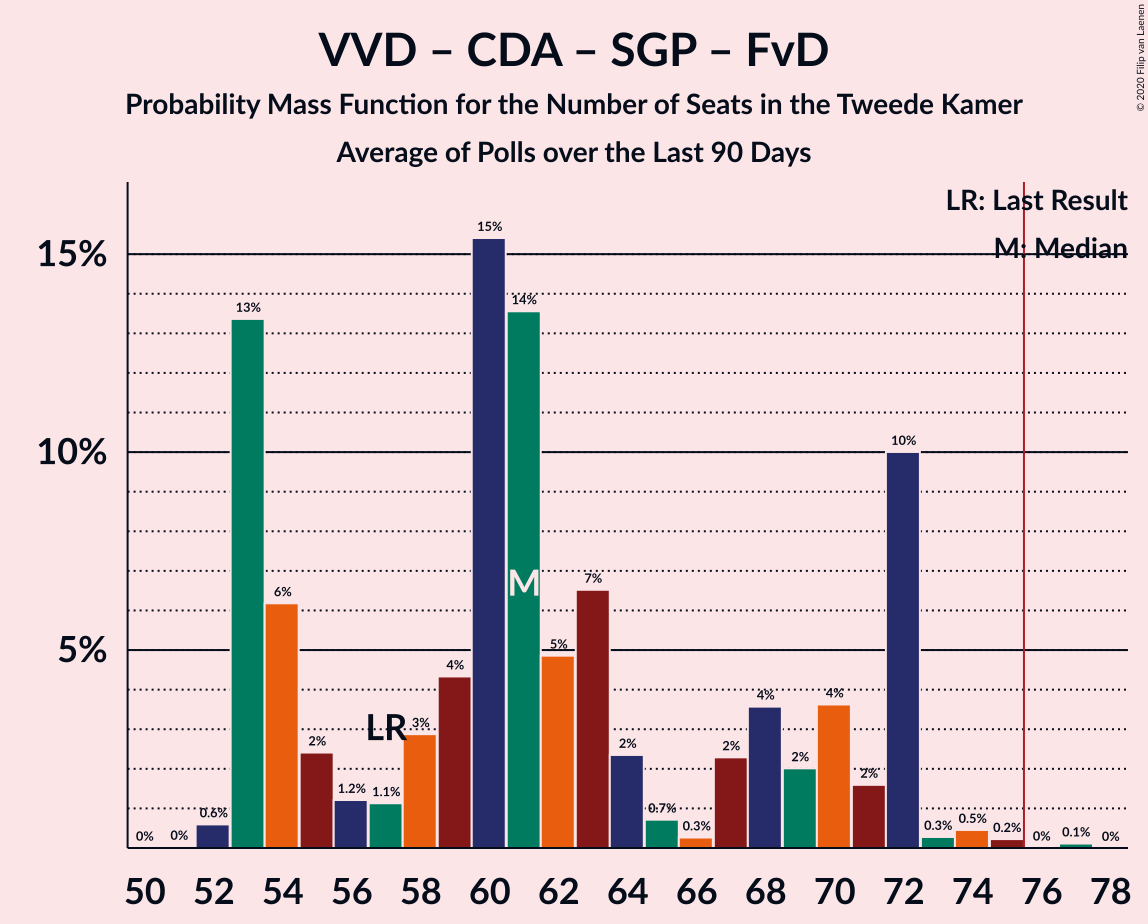 VVD – CDA – SGP – FvD
Probability Mass Function for the Number of Seats in the Tweede Kamer
Average of Polls over the Last 90 Days
© 2020 Filip van Laenen
LR: Last Result
M: Median
15%
10%
5%
0% 0% 0.6% 13% 6% 2% 1.2% 1.1% 3% 4% 15% 14% 5% 7% 2% 0.7% 0.3% 2% 4% 2% 4% 2% 10% 0.3% 0.5% 0.2% 0% 0.1% 0%
LR
M
50 52 54 56 58 60 62 64 66 68 70 72 74 76 78